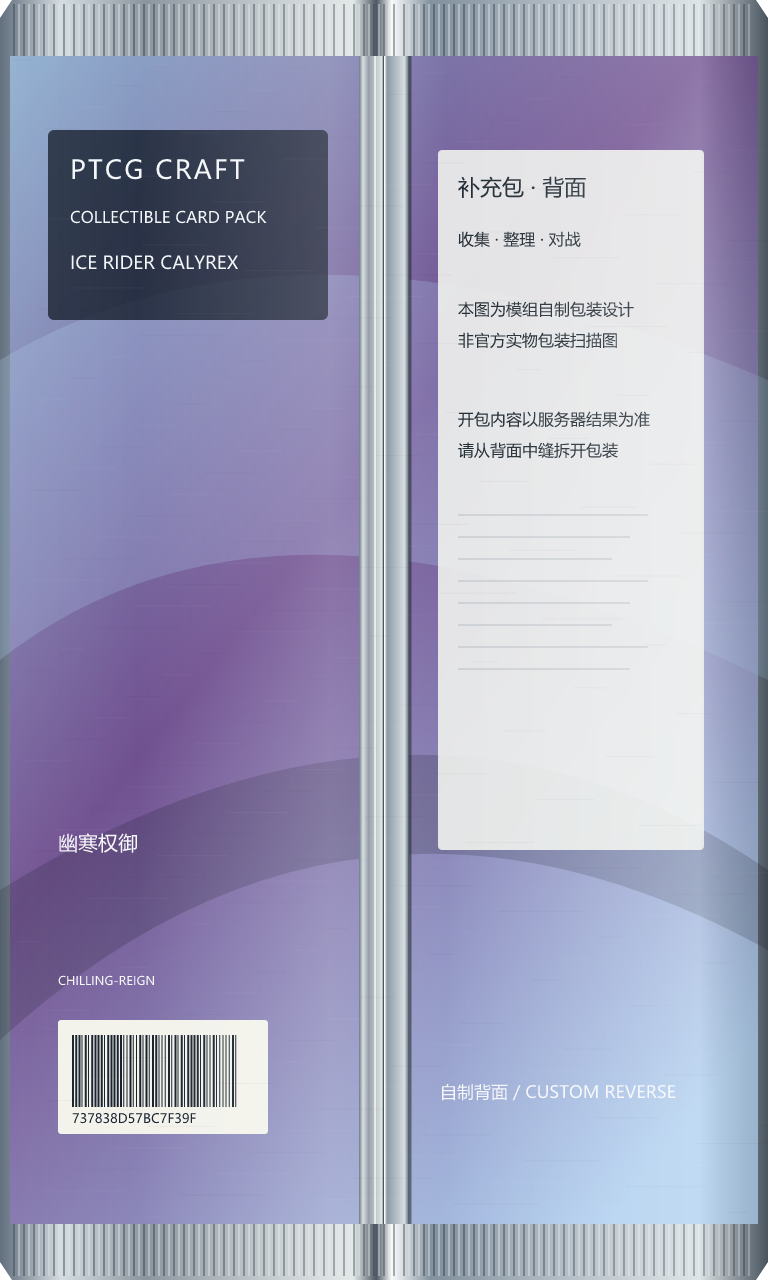 PTCG CRAFT
COLLECTIBLE CARD PACK
ICE RIDER CALYREX
幽寒权御
CHILLING-REIGN
737838D57BC7F39F
补充包 · 背面
收集 · 整理 · 对战
本图为模组自制包装设计
非官方实物包装扫描图
开包内容以服务器结果为准
请从背面中缝拆开包装
自制背面 / CUSTOM REVERSE